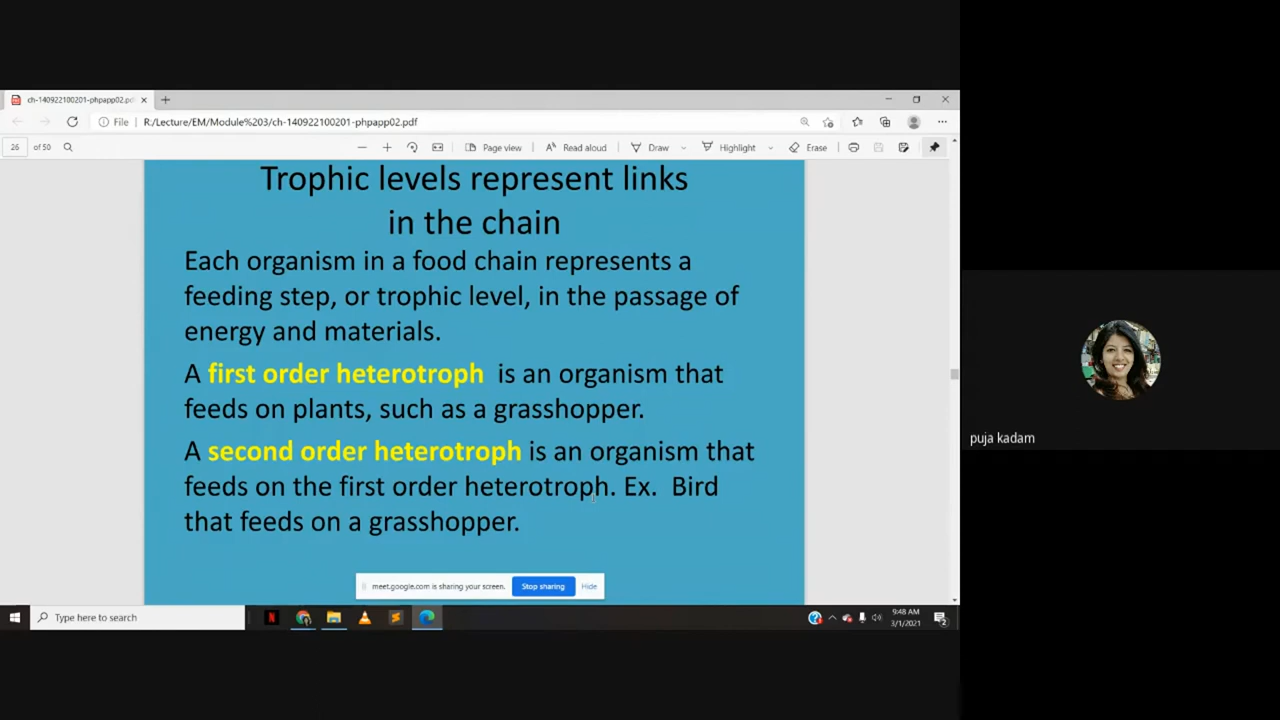 ch-140922100201-phpapp02.pdf
File | R:/Lecture/EM/Module%203/ch-140922100201-phpapp02.pdf
26 of 50 Page view Read aloud Draw Highlight Erase
Trophic levels represent links
in the chain
Each organism in a food chain represents a
feeding step, or trophic level, in the passage of
energy and materials.
A first order heterotroph is an organism that
feeds on plants, such as a grasshopper.
A second order heterotroph is an organism that
feeds on the first order heterotroph. Ex. Bird
that feeds on a grasshopper.
puja kadam
meet.google.com is sharing your screen. Stop sharing Hide
Type here to search
9:48 AM
3/1/2021